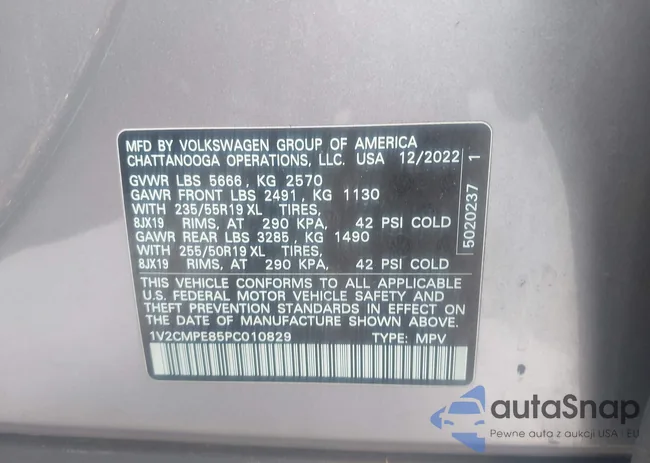 MFD BY VOLKSWAGEN GROUP OF AMERICA
CHATTANOOGA OPERATIONS, LLC. USA 12/2022
GVWR LBS 5666 , KG 2570
GAWR FRONT LBS 2491 , KG 1130
WITH 235/55R19 XL TIRES,
8JX19 RIMS, AT 290 KPA, 42 PSI COLD
GAWR REAR LBS 3285 , KG 1490
WITH 255/50R19 XL TIRES,
8JX19 RIMS, AT 290 KPA, 42 PSI COLD
THIS VEHICLE CONFORMS TO ALL APPLICABLE
U.S. FEDERAL MOTOR VEHICLE SAFETY AND
THEFT PREVENTION STANDARDS IN EFFECT ON
THE DATE OF MANUFACTURE SHOWN ABOVE.
1V2CMPE85PC010829 TYPE: MPV
5020237 1
autaSnap
Pewne auta z aukcji USA i EU